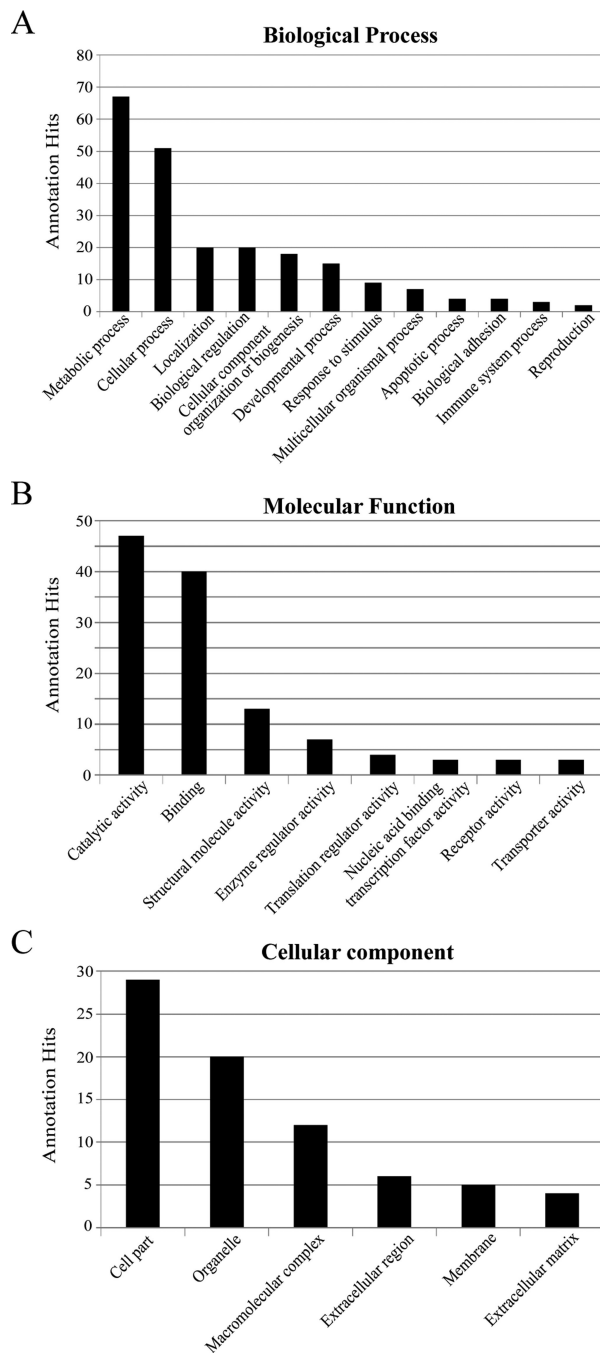 A
Biological Process
Annotation Hits
80
70
60
50
40
30
20
10
0
Metabolic process
Cellular process
Localization
Biological regulation
Cellular component
organization or biogenesis
Developmental process
Response to stimulus
Multicellular organismal process
Apoptotic process
Biological adhesion
Immune system process
Reproduction
B
Molecular Function
Annotation Hits
50
40
30
20
10
0
Catalytic activity
Binding
Structural molecule activity
Enzyme regulator activity
Translation regulator activity
Nucleic acid binding
transcription factor activity
Receptor activity
Transporter activity
C
Cellular component
Annotation Hits
30
25
20
15
10
5
0
Cell part
Organelle
Macromolecular complex
Extracellular region
Membrane
Extracellular matrix